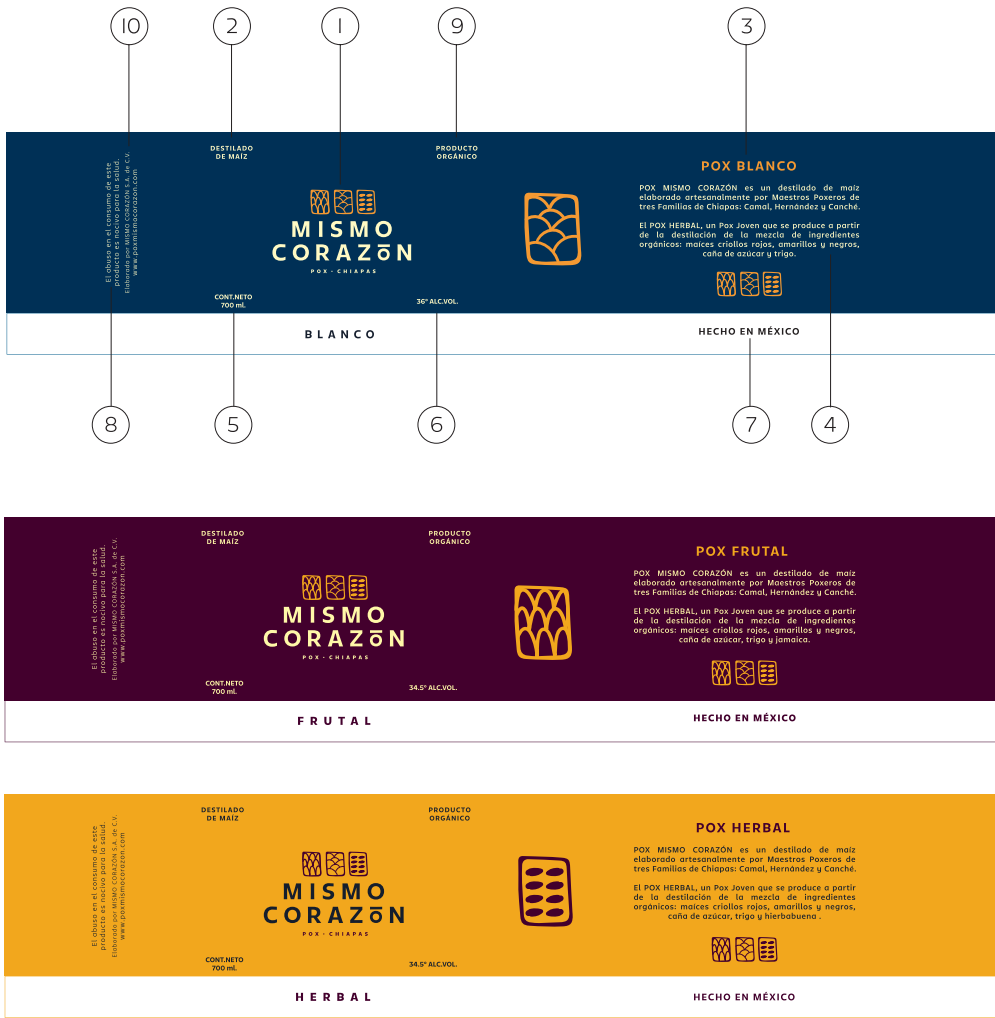 10
2
1
9
3
El abuso en el consumo de este
producto es nocivo para la salud.
Elaborado por MISMO CORAZÓN S.A. de C.V.
www.poxmismocorazon.com
DESTILADO
DE MAÍZ
PRODUCTO
ORGÁNICO
MISMO
CORAZōN
POX - CHIAPAS
CONT.NETO
700 ml.
36° ALC.VOL.
POX BLANCO
POX MISMO CORAZÓN es un destilado de maíz
elaborado artesanalmente por Maestros Poxeros de
tres Familias de Chiapas: Camal, Hernández y Canché.
El POX HERBAL, un Pox Joven que se produce a partir
de la destilación de la mezcla de ingredientes
orgánicos: maíces criollos rojos, amarillos y negros,
caña de azúcar y trigo.
BLANCO
HECHO EN MÉXICO
8
5
6
7
4
El abuso en el consumo de este
producto es nocivo para la salud.
Elaborado por MISMO CORAZÓN S.A. de C.V.
www.poxmismocorazon.com
DESTILADO
DE MAÍZ
PRODUCTO
ORGÁNICO
MISMO
CORAZōN
POX - CHIAPAS
CONT.NETO
700 ml.
34.5° ALC.VOL.
POX FRUTAL
POX MISMO CORAZÓN es un destilado de maíz
elaborado artesanalmente por Maestros Poxeros de
tres Familias de Chiapas: Camal, Hernández y Canché.
El POX HERBAL, un Pox Joven que se produce a partir
de la destilación de la mezcla de ingredientes
orgánicos: maíces criollos rojos, amarillos y negros,
caña de azúcar, trigo y jamaica.
FRUTAL
HECHO EN MÉXICO
El abuso en el consumo de este
producto es nocivo para la salud.
Elaborado por MISMO CORAZÓN S.A. de C.V.
www.poxmismocorazon.com
DESTILADO
DE MAÍZ
PRODUCTO
ORGÁNICO
MISMO
CORAZōN
POX - CHIAPAS
CONT.NETO
700 ml.
34.5° ALC.VOL.
POX HERBAL
POX MISMO CORAZÓN es un destilado de maíz
elaborado artesanalmente por Maestros Poxeros de
tres Familias de Chiapas: Camal, Hernández y Canché.
El POX HERBAL, un Pox Joven que se produce a partir
de la destilación de la mezcla de ingredientes
orgánicos: maíces criollos rojos, amarillos y negros,
caña de azúcar, trigo y hierbabuena .
HERBAL
HECHO EN MÉXICO